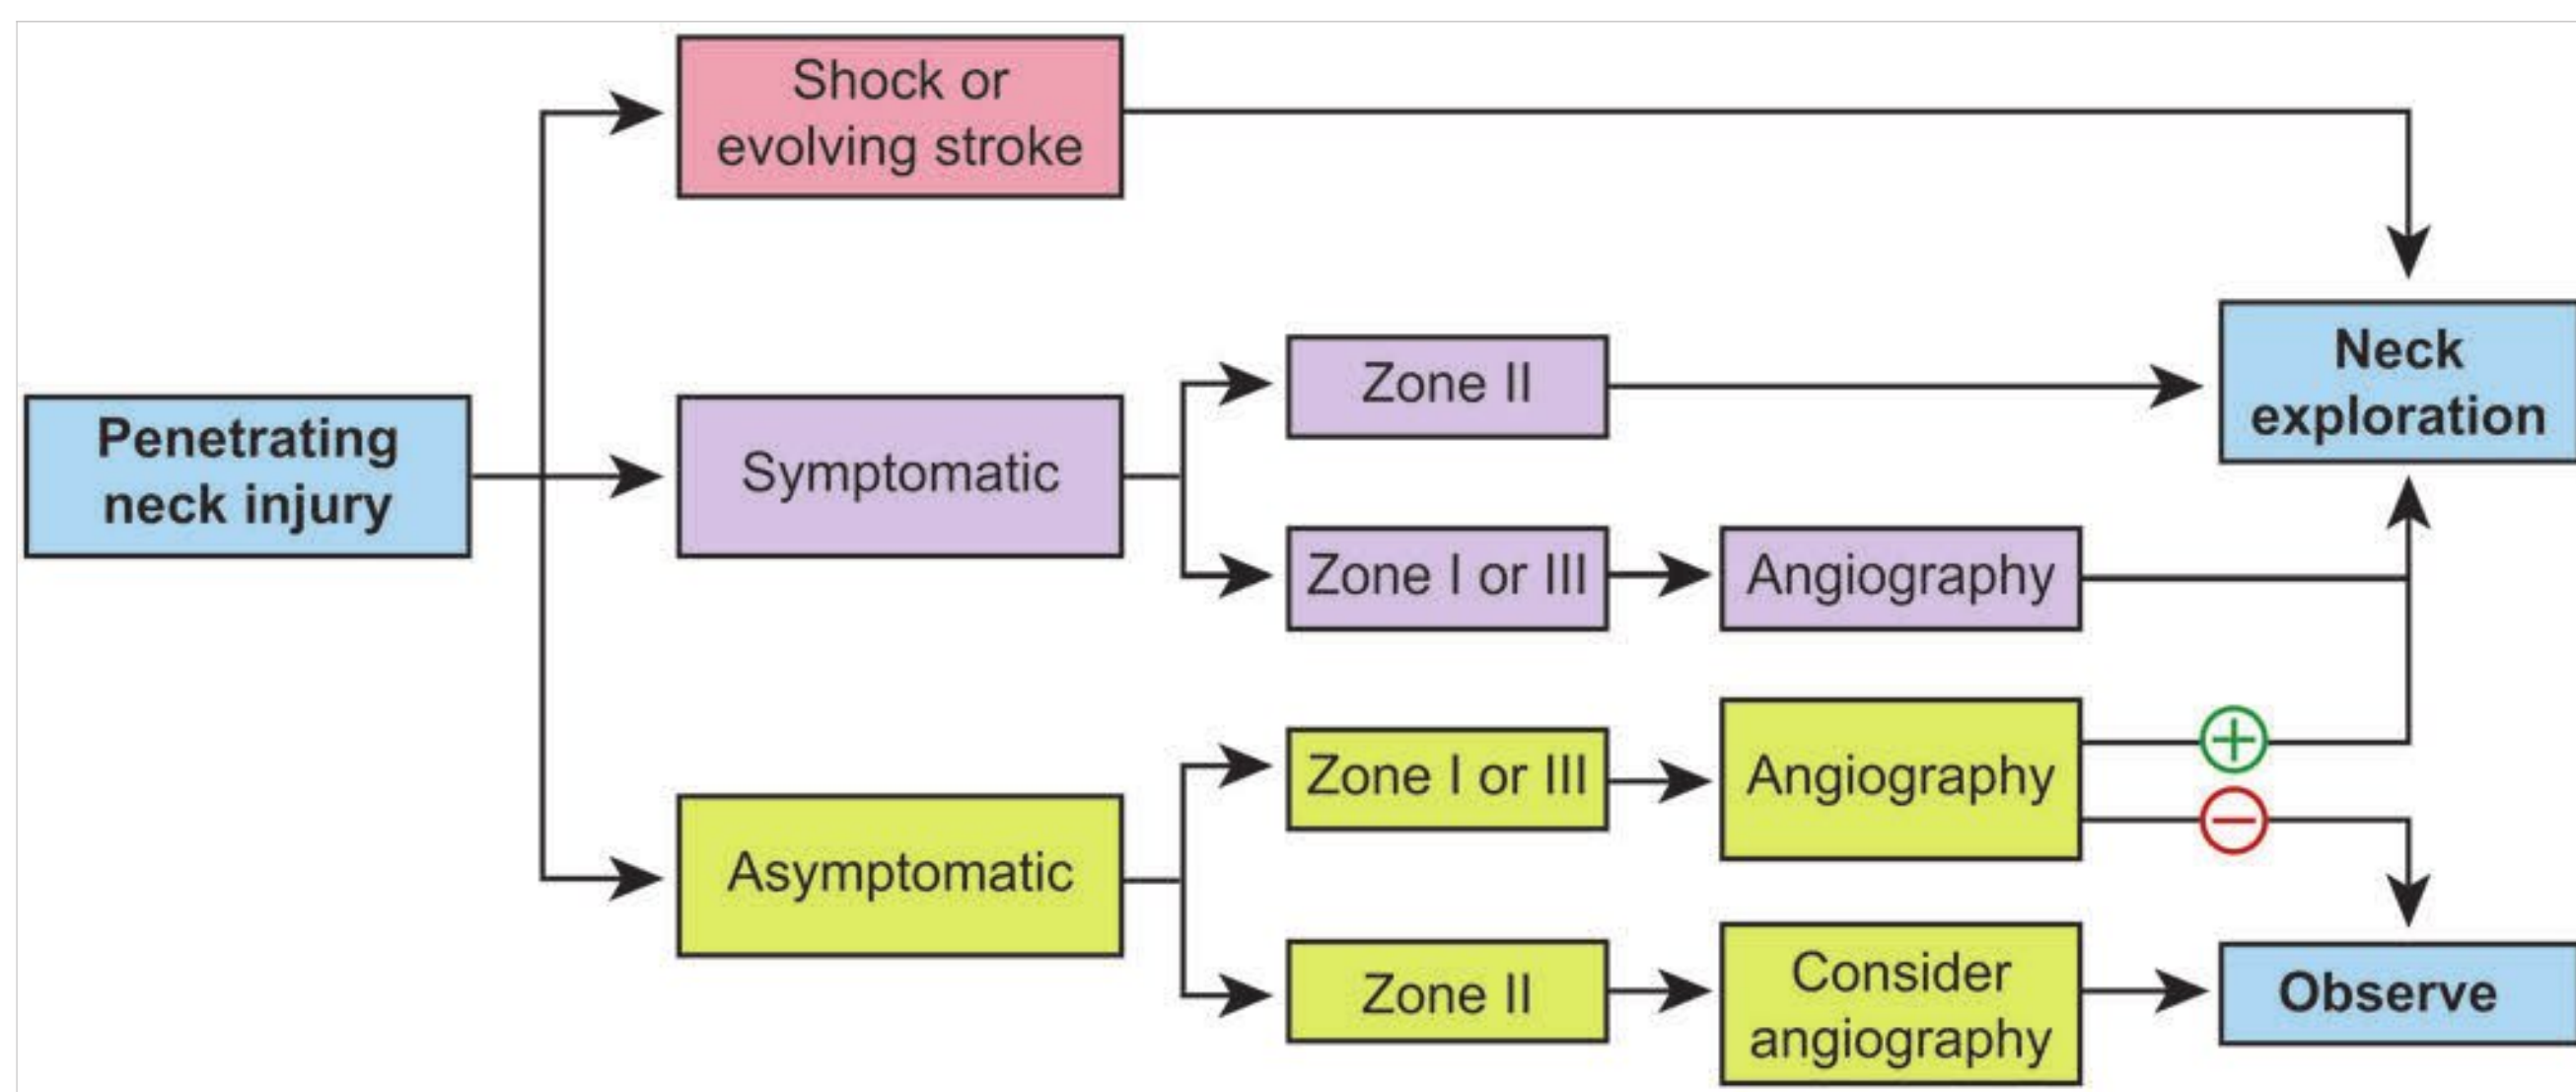 Shock or
evolving stroke
Penetrating
neck injury
Symptomatic
Zone II
Neck
exploration
Zone I or III
Angiography
Asymptomatic
Zone I or III
Angiography
+
−
Zone II
Consider
angiography
Observe